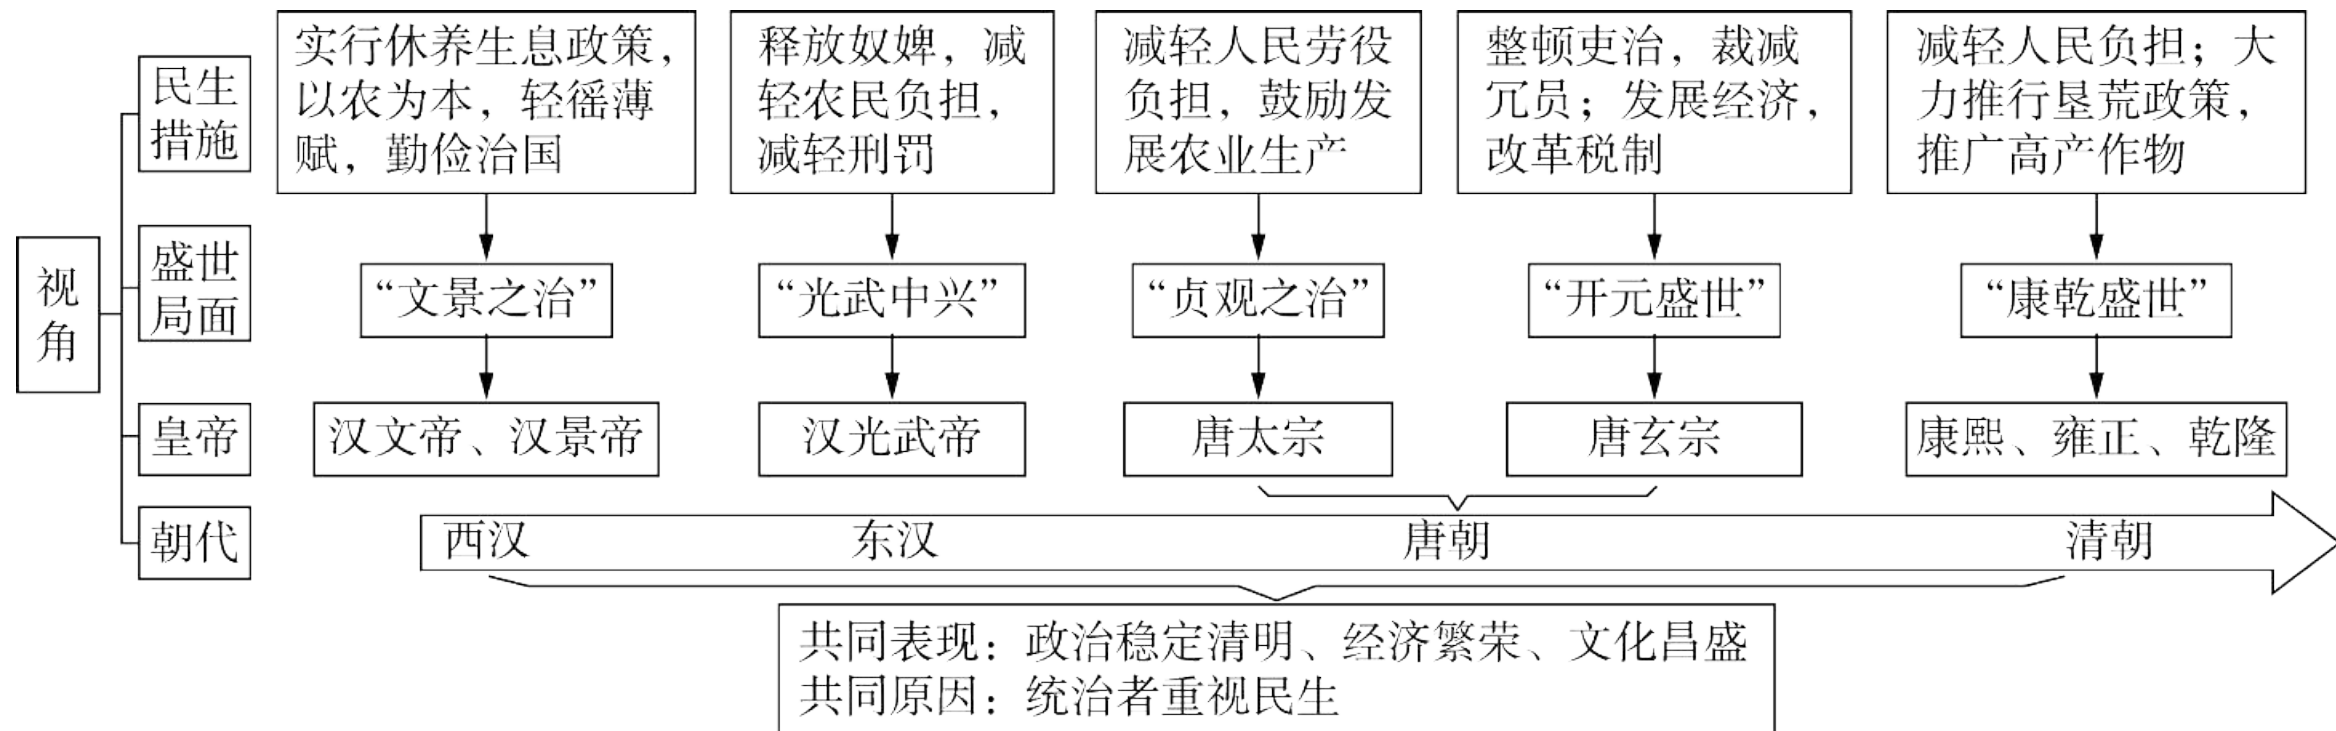 视角
民生
措施
实行休养生息政策，
以农为本，轻徭薄
赋，勤俭治国
释放奴婢，减
轻农民负担，
减轻刑罚
减轻人民劳役
负担，鼓励发
展农业生产
整顿吏治，裁减
冗员；发展经济，
改革税制
减轻人民负担；大
力推行垦荒政策，
推广高产作物
盛世
局面
“文景之治”
“光武中兴”
“贞观之治”
“开元盛世”
“康乾盛世”
皇帝
汉文帝、汉景帝
汉光武帝
唐太宗
唐玄宗
康熙、雍正、乾隆
朝代
西汉
东汉
唐朝
清朝
共同表现：政治稳定清明、经济繁荣、文化昌盛
共同原因：统治者重视民生